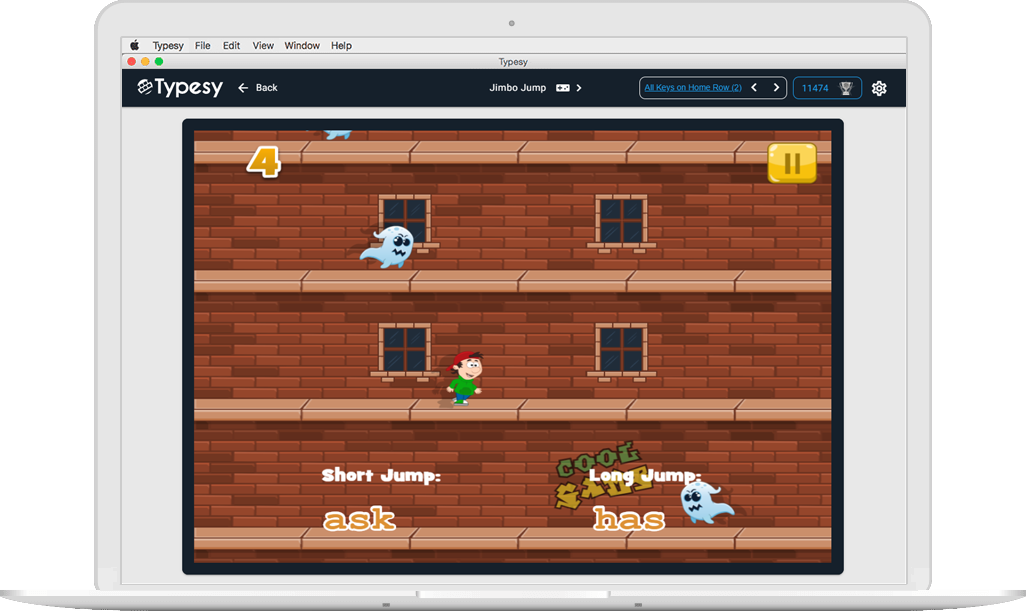 Typesy File Edit View Window Help
Typesy
Typesy Back Jimbo Jump All Keys on Home Row (2) 11474
4
COOL
Short Jump: Long Jump:
ask has